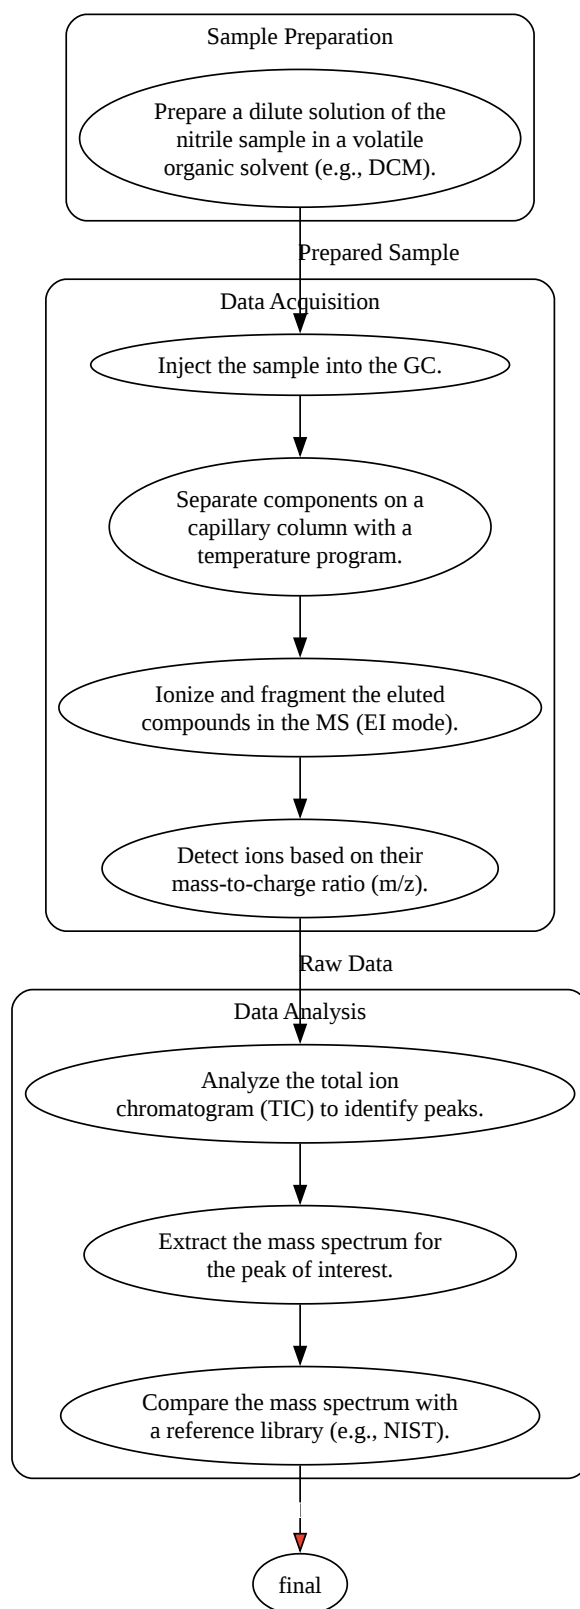 Sample Preparation
Prepare a dilute solution of the
nitrile sample in a volatile
organic solvent (e.g., DCM).
Prepared Sample
Data Acquisition
Inject the sample into the GC.
Separate components on a
capillary column with a
temperature program.
Ionize and fragment the eluted
compounds in the MS (EI mode).
Detect ions based on their
mass-to-charge ratio (m/z).
Raw Data
Data Analysis
Analyze the total ion
chromatogram (TIC) to identify peaks.
Extract the mass spectrum for
the peak of interest.
Compare the mass spectrum with
a reference library (e.g., NIST).
final